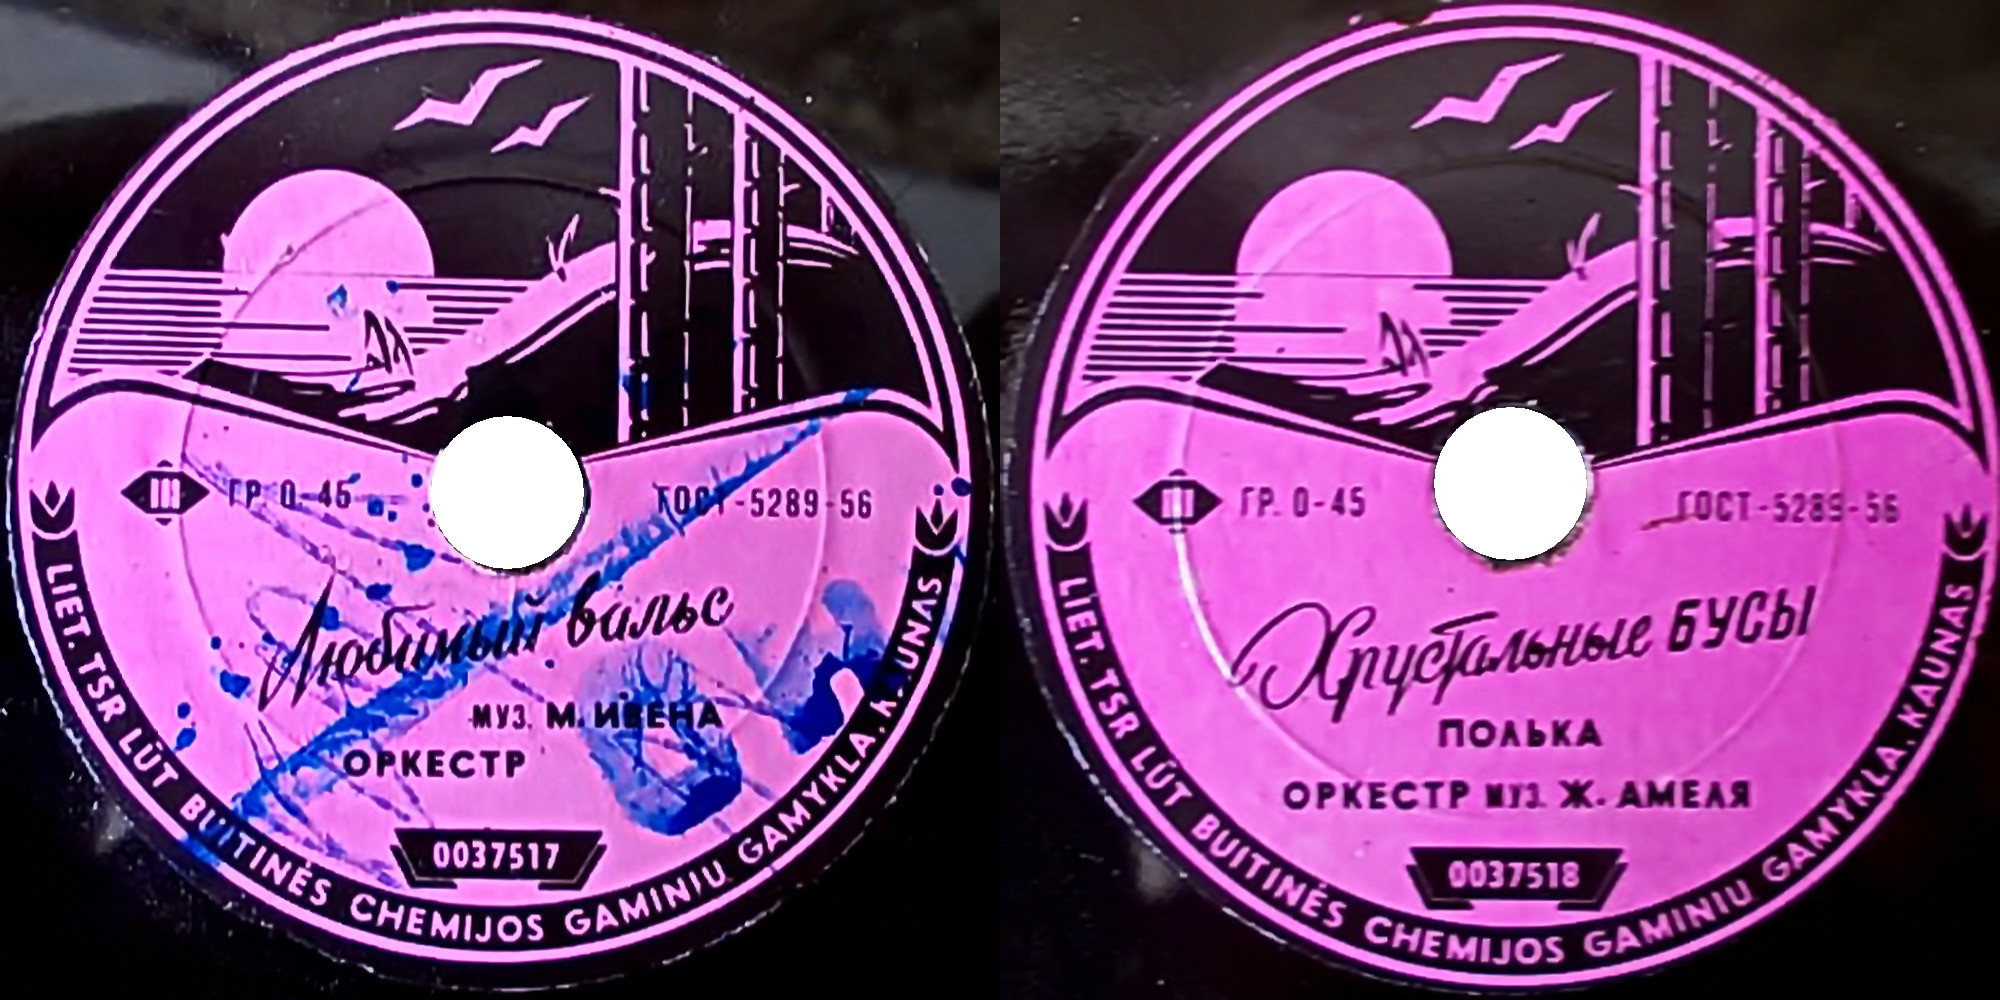 III ГР. 0-45 ГОСТ-5289-56
Любимый вальс
МУЗ. М. ИВЕНА
ОРКЕСТР
0037517
LIET. TSR LŪT BUITINĖS CHEMIJOS GAMINIŲ GAMYKLA. KAUNAS
III ГР. 0-45 ГОСТ-5289-56
Хрустальные БУСЫ
ПОЛЬКА
ОРКЕСТР МУЗ. Ж. АМЕЛЯ
0037518
LIET. TSR LŪT BUITINĖS CHEMIJOS GAMINIŲ GAMYKLA. KAUNAS